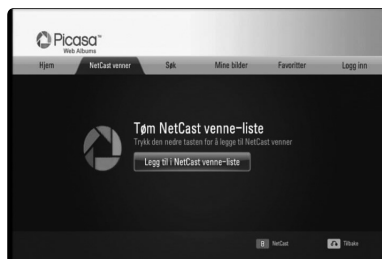 Picasa™
Web Albums
Hjem NetCast venner Søk Mine bilder Favoritter Logg inn
Tøm NetCast venne-liste
Trykk den nedre tasten for å legge til NetCast venner
Legg til i NetCast venne-liste
NetCast Tilbake